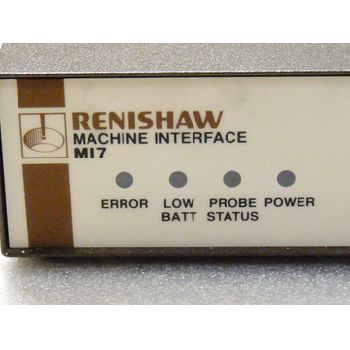 RENISHAW
MACHINE INTERFACE
MI7
ERROR LOW PROBE POWER
BATT STATUS